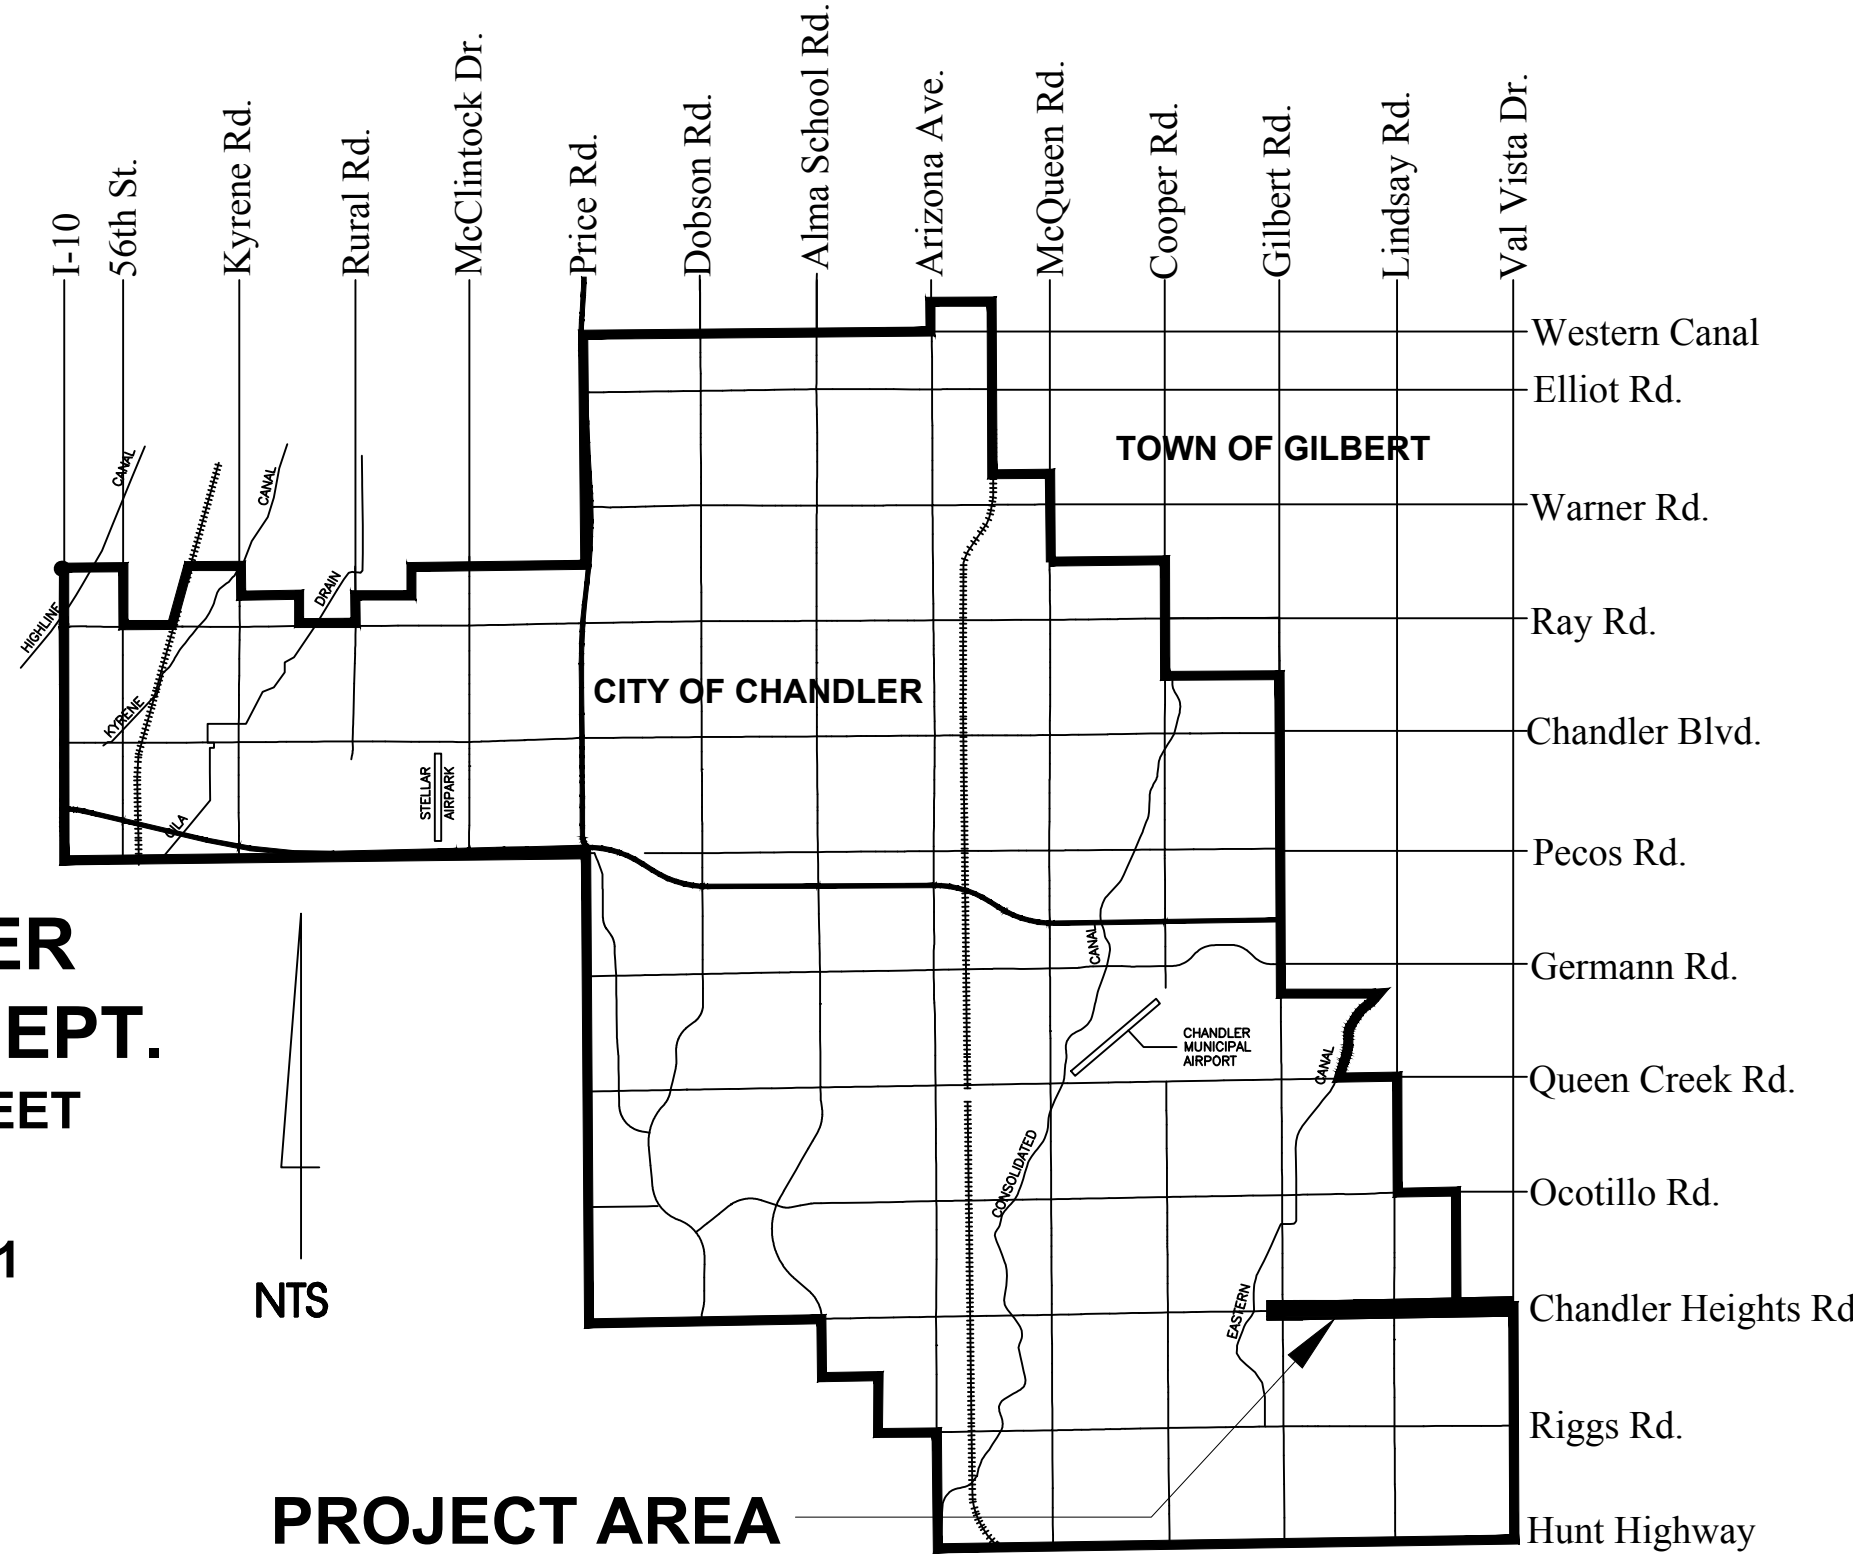 I-10
56th St.
Kyrene Rd.
Rural Rd.
McClintock Dr.
Price Rd.
Dobson Rd.
Alma School Rd.
Arizona Ave.
McQueen Rd.
Cooper Rd.
Gilbert Rd.
Lindsay Rd.
Val Vista Dr.
Western Canal
Elliot Rd.
TOWN OF GILBERT
CANAL
CANAL
Warner Rd.
DRAIN
HIGHLINE
Ray Rd.
CITY OF CHANDLER
KYRENE
Chandler Blvd.
STELLAR
AIRPARK
GILA
Pecos Rd.
ER
CANAL
Germann Rd.
EPT.
CHANDLER
MUNICIPAL
AIRPORT
CANAL
Queen Creek Rd.
EET
CONSOLIDATED
Ocotillo Rd.
1
NTS
EASTERN
Chandler Heights Rd
Riggs Rd.
PROJECT AREA
Hunt Highway